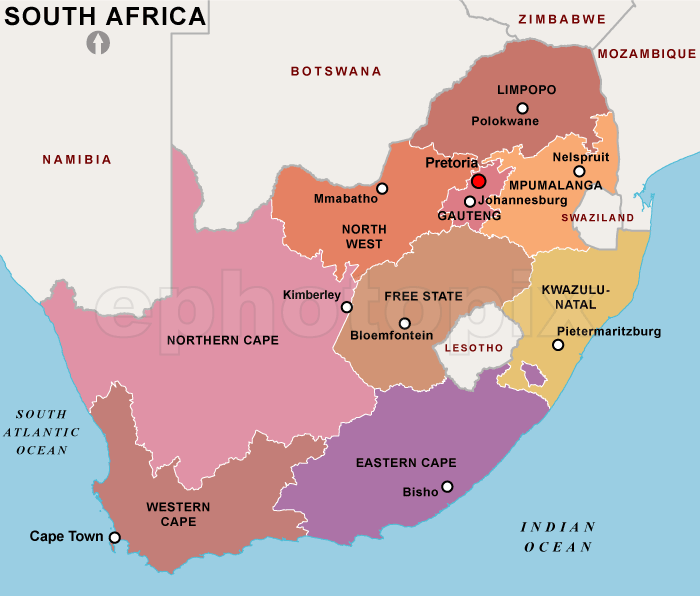 SOUTH AFRICA
ZIMBABWE
MOZAMBIQUE
BOTSWANA
LIMPOPO
Polokwane
NAMIBIA
Pretoria
Nelspruit
Mmabatho
MPUMALANGA
Johannesburg
GAUTENG
SWAZILAND
NORTH
WEST
Kimberley
FREE STATE
KWAZULU-
NATAL
ephotopix
Bloemfontein
Pietermaritzburg
NORTHERN CAPE
LESOTHO
SOUTH
ATLANTIC
OCEAN
EASTERN CAPE
Bisho
WESTERN
CAPE
Cape Town
INDIAN
OCEAN